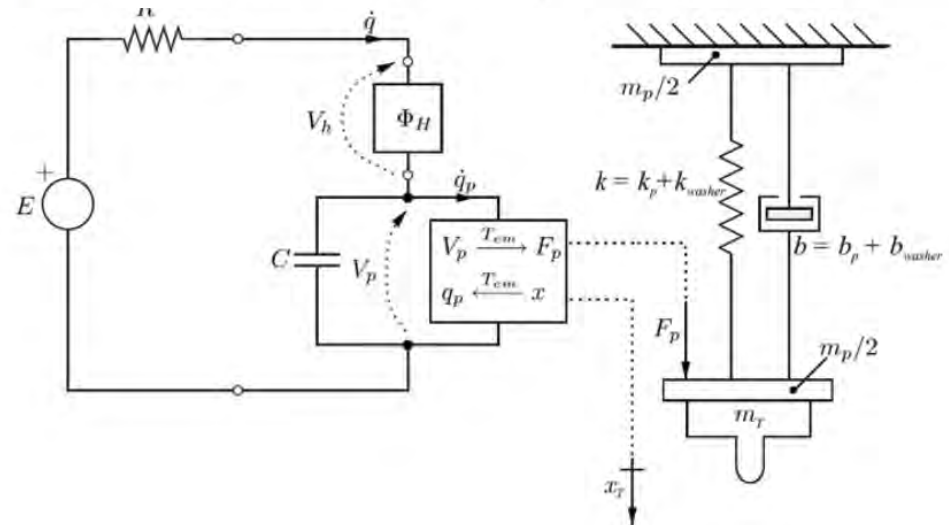 R
q̇
m_p/2
V_h
Φ_H
+
E
q̇_p
k = k_p+k_washer
C
V_p
V_p —T_em→ F_p
q_p ←T_em— x
b = b_p + b_washer
F_p
m_p/2
m_T
x_T